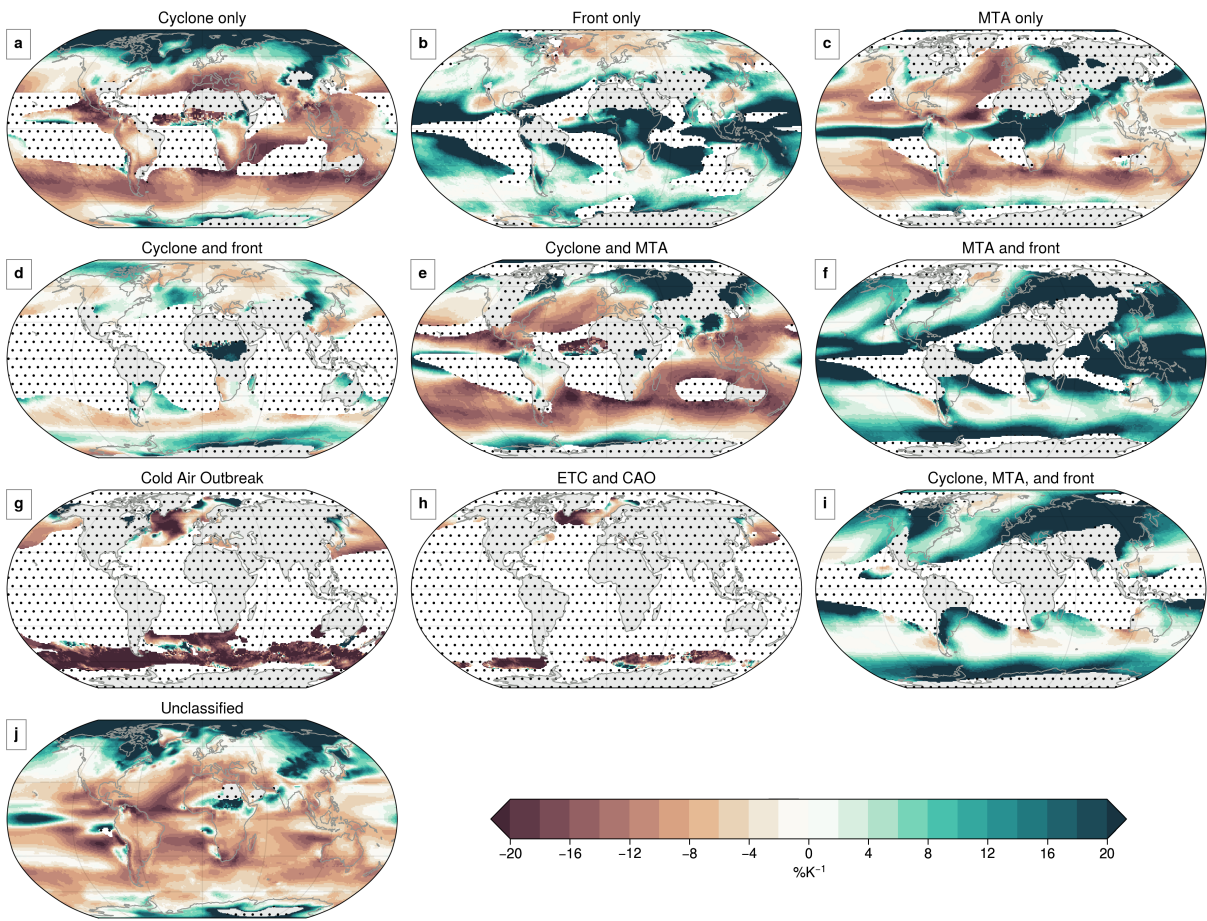 Cyclone only
Front only
MTA only
a
b
c
Cyclone and front
Cyclone and MTA
MTA and front
d
e
f
Cold Air Outbreak
ETC and CAO
Cyclone, MTA, and front
g
h
i
Unclassified
j
−20 −16 −12 −8 −4 0 4 8 12 16 20
%K⁻¹